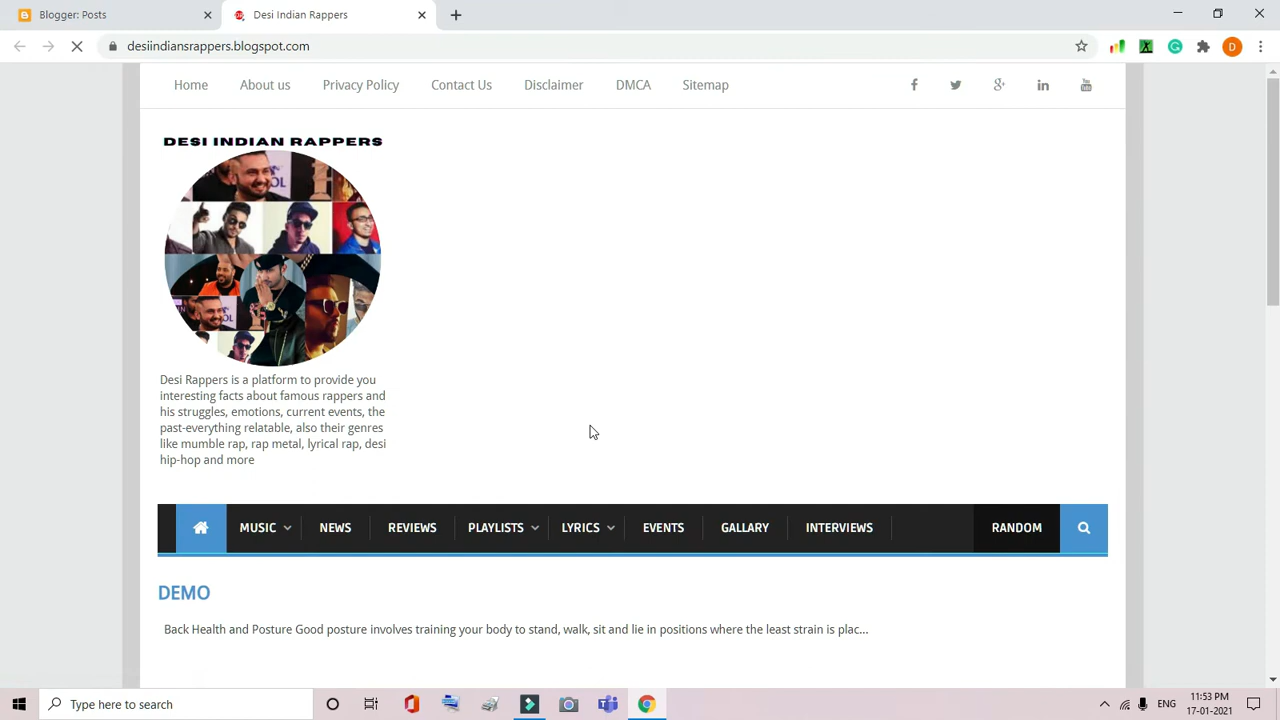 Blogger: Posts
Desi Indian Rappers
desiindiansrappers.blogspot.com
D
Home About us Privacy Policy Contact Us Disclaimer DMCA Sitemap
DESI INDIAN RAPPERS
Desi Rappers is a platform to provide you
interesting facts about famous rappers and
his struggles, emotions, current events, the
past-everything relatable, also their genres
like mumble rap, rap metal, lyrical rap, desi
hip-hop and more
MUSIC NEWS REVIEWS PLAYLISTS LYRICS EVENTS GALLARY INTERVIEWS RANDOM
DEMO
Back Health and Posture Good posture involves training your body to stand, walk, sit and lie in positions where the least strain is plac...
Type here to search
ENG
11:53 PM
17-01-2021